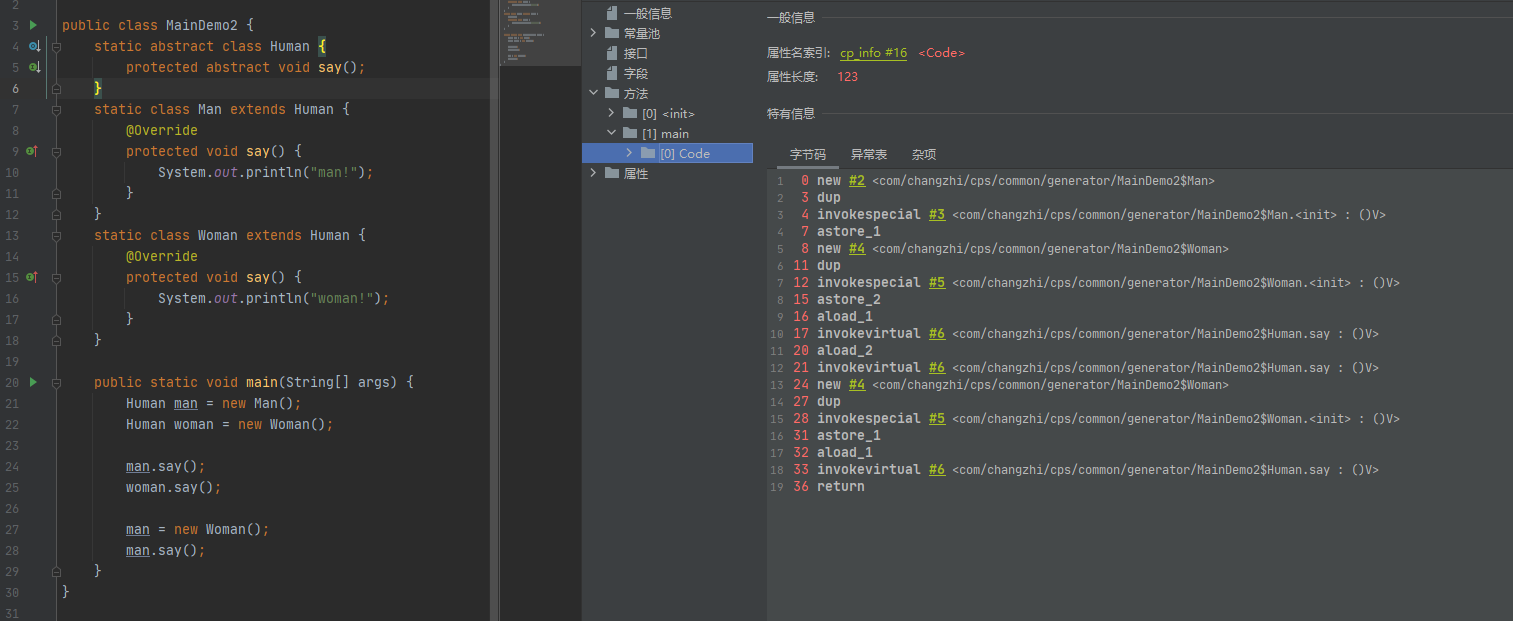 2
3 public class MainDemo2 {
4 static abstract class Human {
5 protected abstract void say();
6 }
7 static class Man extends Human {
8 @Override
9 protected void say() {
10 System.out.println("man!");
11 }
12 }
13 static class Woman extends Human {
14 @Override
15 protected void say() {
16 System.out.println("woman!");
17 }
18 }
19
20 public static void main(String[] args) {
21 Human man = new Man();
22 Human woman = new Woman();
23
24 man.say();
25 woman.say();
26
27 man = new Woman();
28 man.say();
29 }
30 }
31
一般信息
常量池
接口
字段
方法
[0] <init>
[1] main
[0] Code
属性
一般信息
属性名索引: cp_info #16 <Code>
属性长度: 123
特有信息
字节码 异常表 杂项
1 0 new #2 <com/changzhi/cps/common/generator/MainDemo2$Man>
2 3 dup
3 4 invokespecial #3 <com/changzhi/cps/common/generator/MainDemo2$Man.<init> : ()V>
4 7 astore_1
5 8 new #4 <com/changzhi/cps/common/generator/MainDemo2$Woman>
6 11 dup
7 12 invokespecial #5 <com/changzhi/cps/common/generator/MainDemo2$Woman.<init> : ()V>
8 15 astore_2
9 16 aload_1
10 17 invokevirtual #6 <com/changzhi/cps/common/generator/MainDemo2$Human.say : ()V>
11 20 aload_2
12 21 invokevirtual #6 <com/changzhi/cps/common/generator/MainDemo2$Human.say : ()V>
13 24 new #4 <com/changzhi/cps/common/generator/MainDemo2$Woman>
14 27 dup
15 28 invokespecial #5 <com/changzhi/cps/common/generator/MainDemo2$Woman.<init> : ()V>
16 31 astore_1
17 32 aload_1
18 33 invokevirtual #6 <com/changzhi/cps/common/generator/MainDemo2$Human.say : ()V>
19 36 return